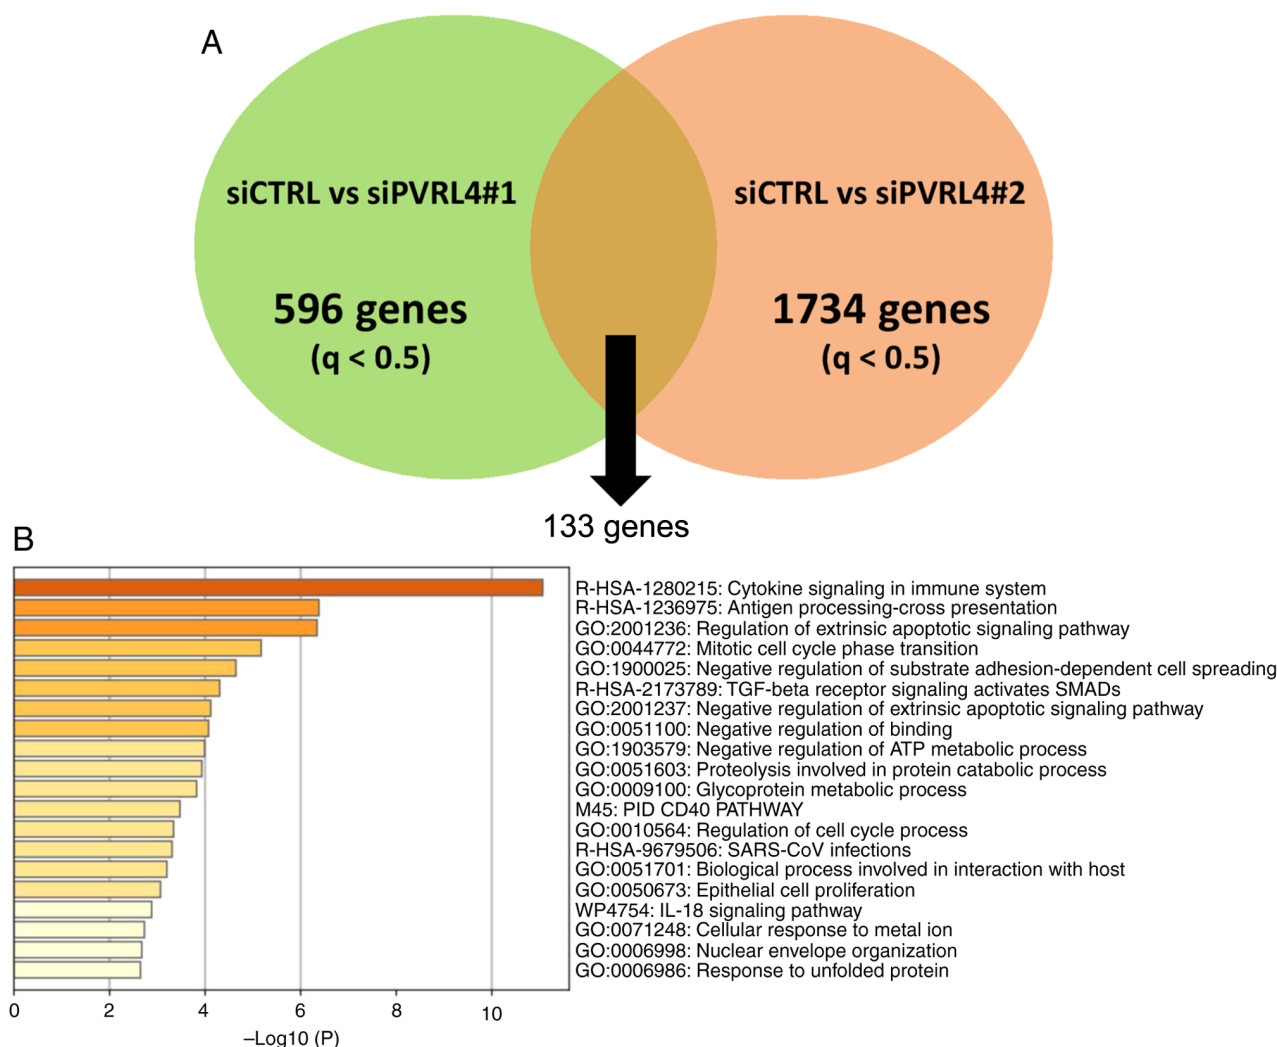 A
siCTRL vs siPVRL4#1
siCTRL vs siPVRL4#2
596 genes
(q < 0.5)
1734 genes
(q < 0.5)
133 genes
B
R-HSA-1280215: Cytokine signaling in immune system
R-HSA-1236975: Antigen processing-cross presentation
GO:2001236: Regulation of extrinsic apoptotic signaling pathway
GO:0044772: Mitotic cell cycle phase transition
GO:1900025: Negative regulation of substrate adhesion-dependent cell spreading
R-HSA-2173789: TGF-beta receptor signaling activates SMADs
GO:2001237: Negative regulation of extrinsic apoptotic signaling pathway
GO:0051100: Negative regulation of binding
GO:1903579: Negative regulation of ATP metabolic process
GO:0051603: Proteolysis involved in protein catabolic process
GO:0009100: Glycoprotein metabolic process
M45: PID CD40 PATHWAY
GO:0010564: Regulation of cell cycle process
R-HSA-9679506: SARS-CoV infections
GO:0051701: Biological process involved in interaction with host
GO:0050673: Epithelial cell proliferation
WP4754: IL-18 signaling pathway
GO:0071248: Cellular response to metal ion
GO:0006998: Nuclear envelope organization
GO:0006986: Response to unfolded protein
0 2 4 6 8 10
–Log10 (P)